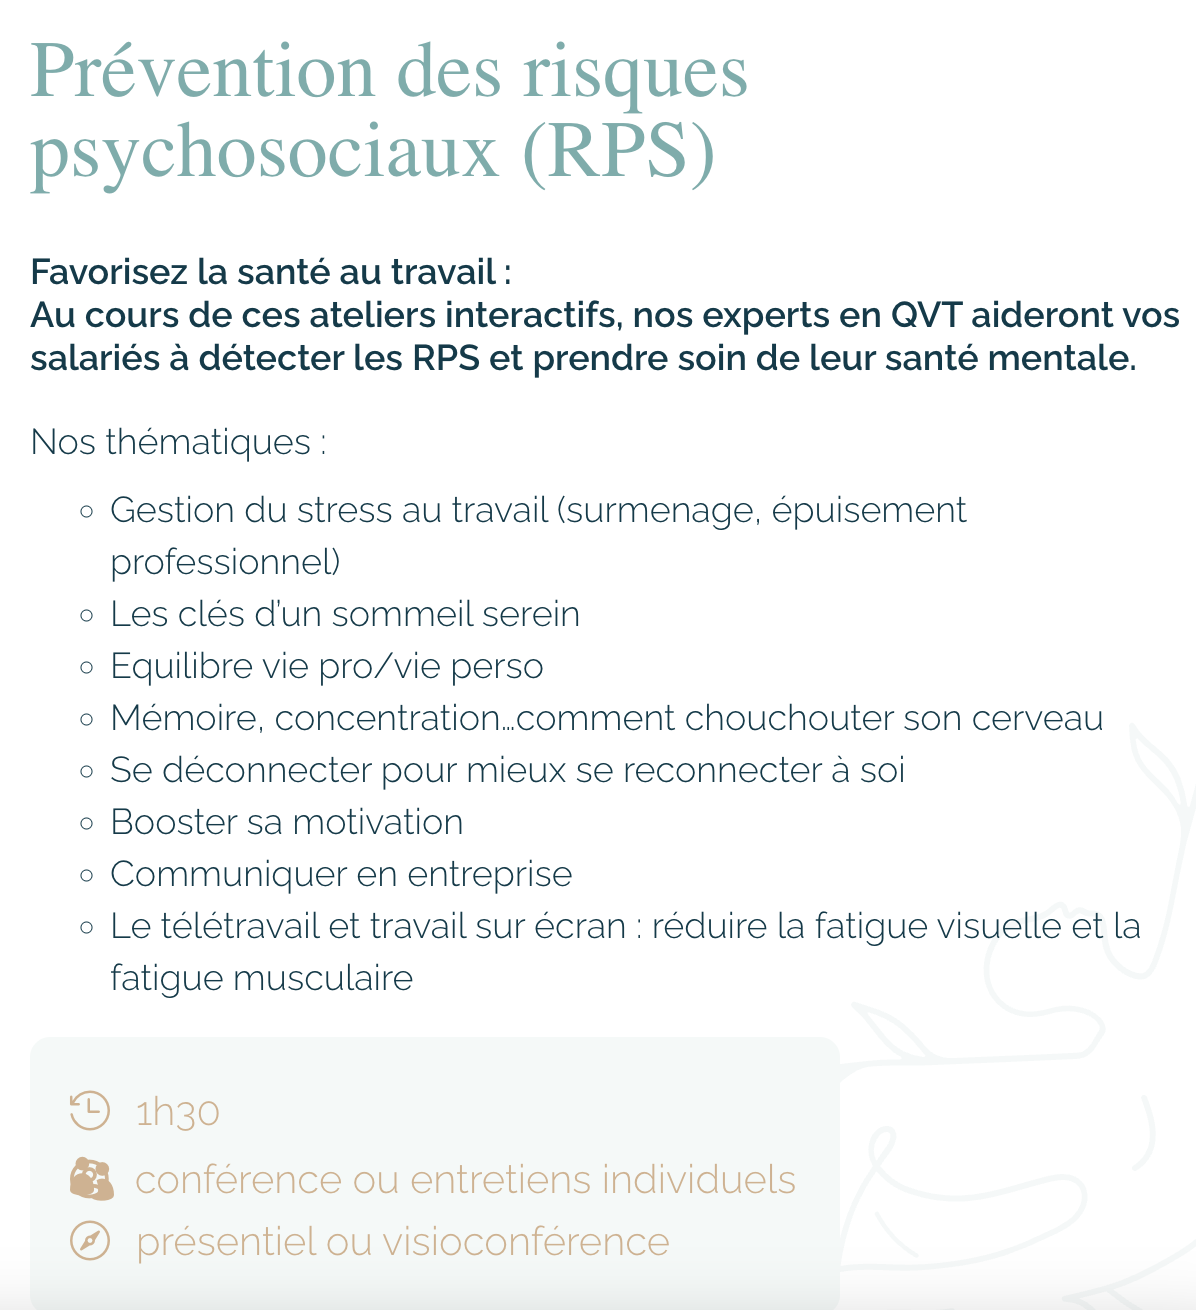 Prévention des risques
psychosociaux (RPS)
Favorisez la santé au travail :
Au cours de ces ateliers interactifs, nos experts en QVT aideront vos
salariés à détecter les RPS et prendre soin de leur santé mentale.
Nos thématiques :
Gestion du stress au travail (surmenage, épuisement
professionnel)
Les clés d'un sommeil serein
Equilibre vie pro/vie perso
Mémoire, concentration…comment chouchouter son cerveau
Se déconnecter pour mieux se reconnecter à soi
Booster sa motivation
Communiquer en entreprise
Le télétravail et travail sur écran : réduire la fatigue visuelle et la
fatigue musculaire
1h30
conférence ou entretiens individuels
présentiel ou visioconférence